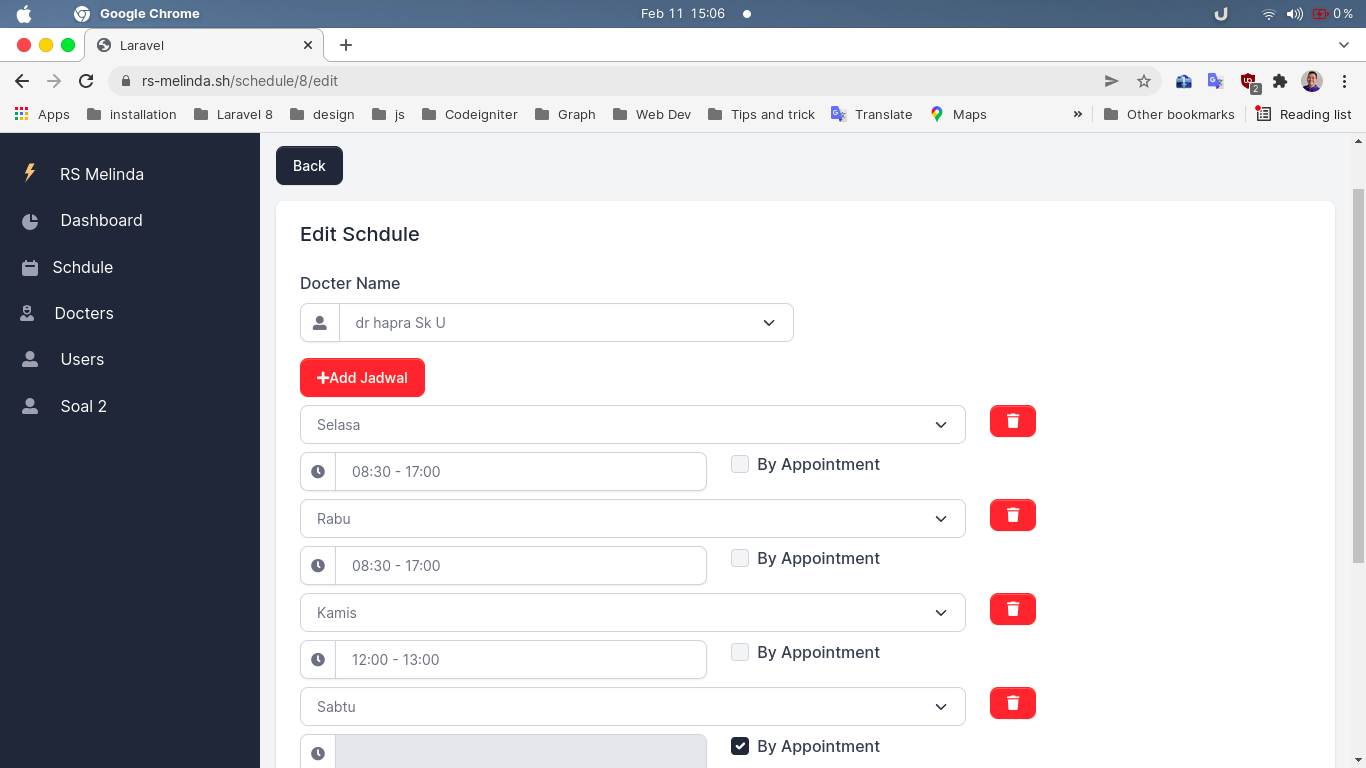 Google Chrome Feb 11 15:06 0%
Laravel
rs-melinda.sh/schedule/8/edit
2
Apps installation Laravel 8 design js Codeigniter Graph Web Dev Tips and trick Translate Maps » Other bookmarks Reading list
RS Melinda
Dashboard
Schdule
Docters
Users
Soal 2
Back
Edit Schdule
Docter Name
dr hapra Sk U
+Add Jadwal
Selasa
08:30 - 17:00 By Appointment
Rabu
08:30 - 17:00 By Appointment
Kamis
12:00 - 13:00 By Appointment
Sabtu
By Appointment